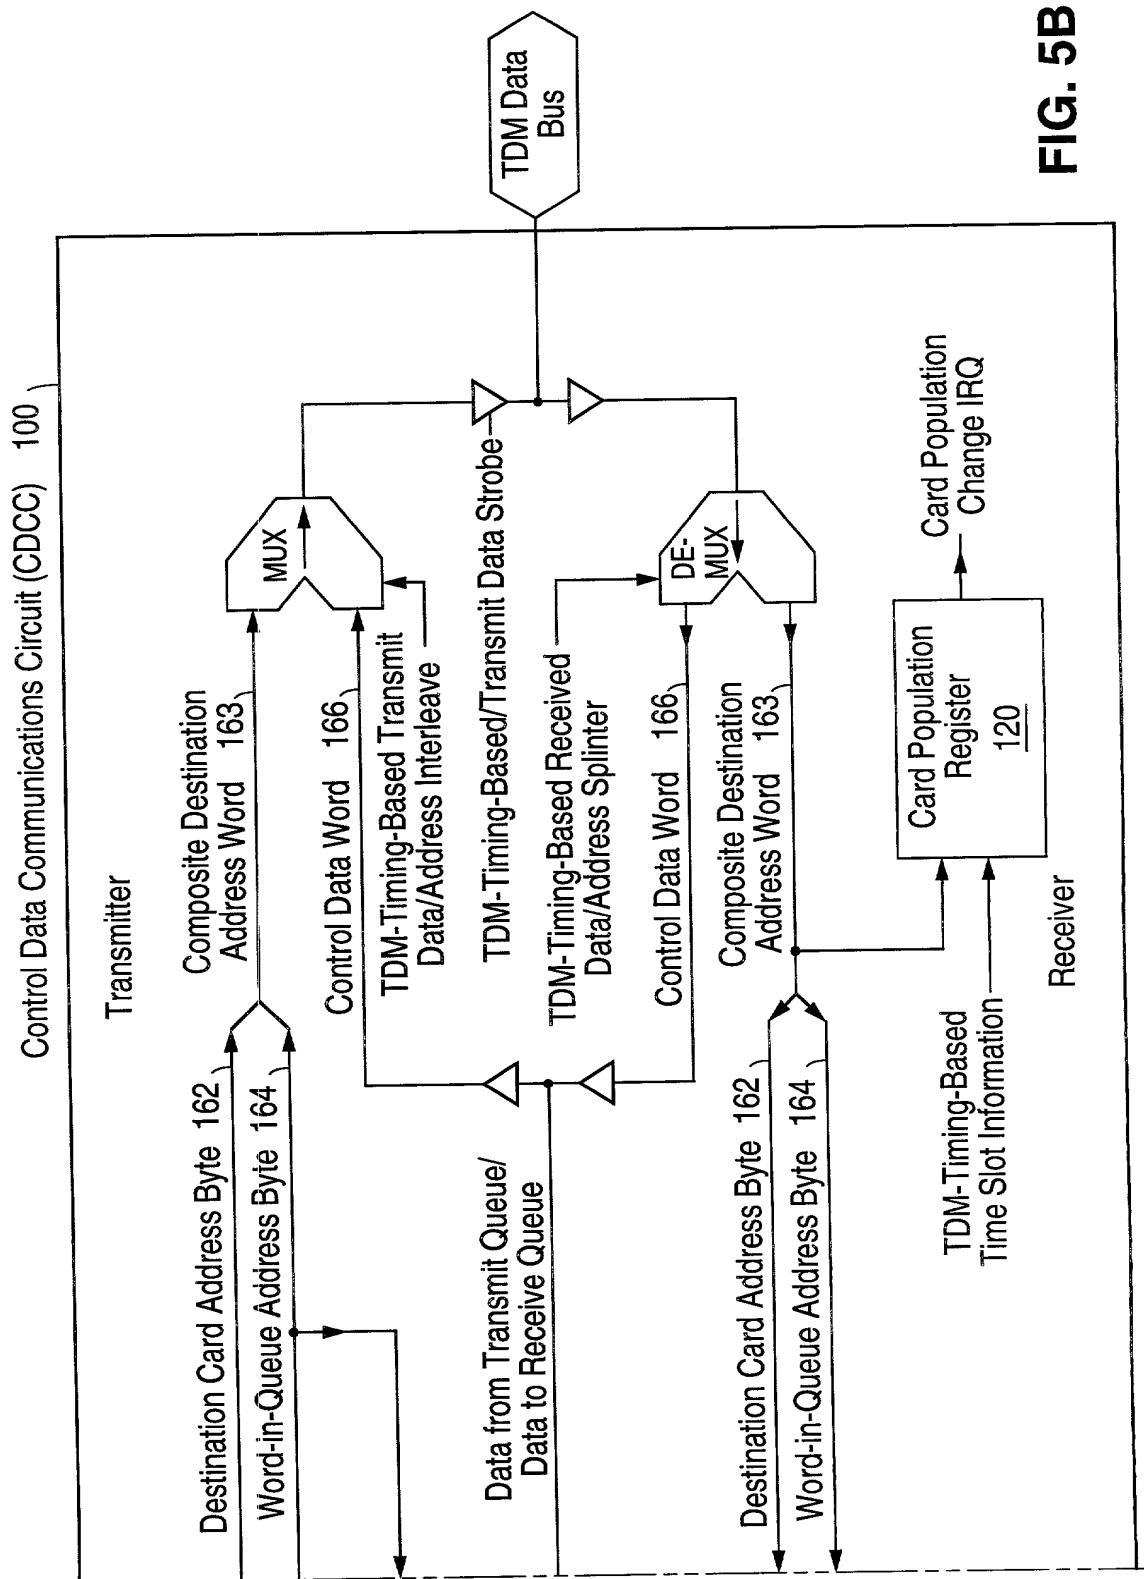 Control Data Communications Circuit (CDCC) 100
Transmitter
Destination Card Address Byte 162
Word-in-Queue Address Byte 164
Composite Destination
Address Word 163
Control Data Word 166
MUX
TDM-Timing-Based Transmit
Data/Address Interleave
TDM-Timing-Based/Transmit Data Strobe
TDM Data
Bus
Data from Transmit Queue/
Data to Receive Queue
TDM-Timing-Based Received
Data/Address Splinter
DE-
MUX
Control Data Word 166
Composite Destination
Address Word 163
Destination Card Address Byte 162
Word-in-Queue Address Byte 164
TDM-Timing-Based
Time Slot Information
Card Population
Register
120
Card Population
Change IRQ
Receiver
FIG. 5B